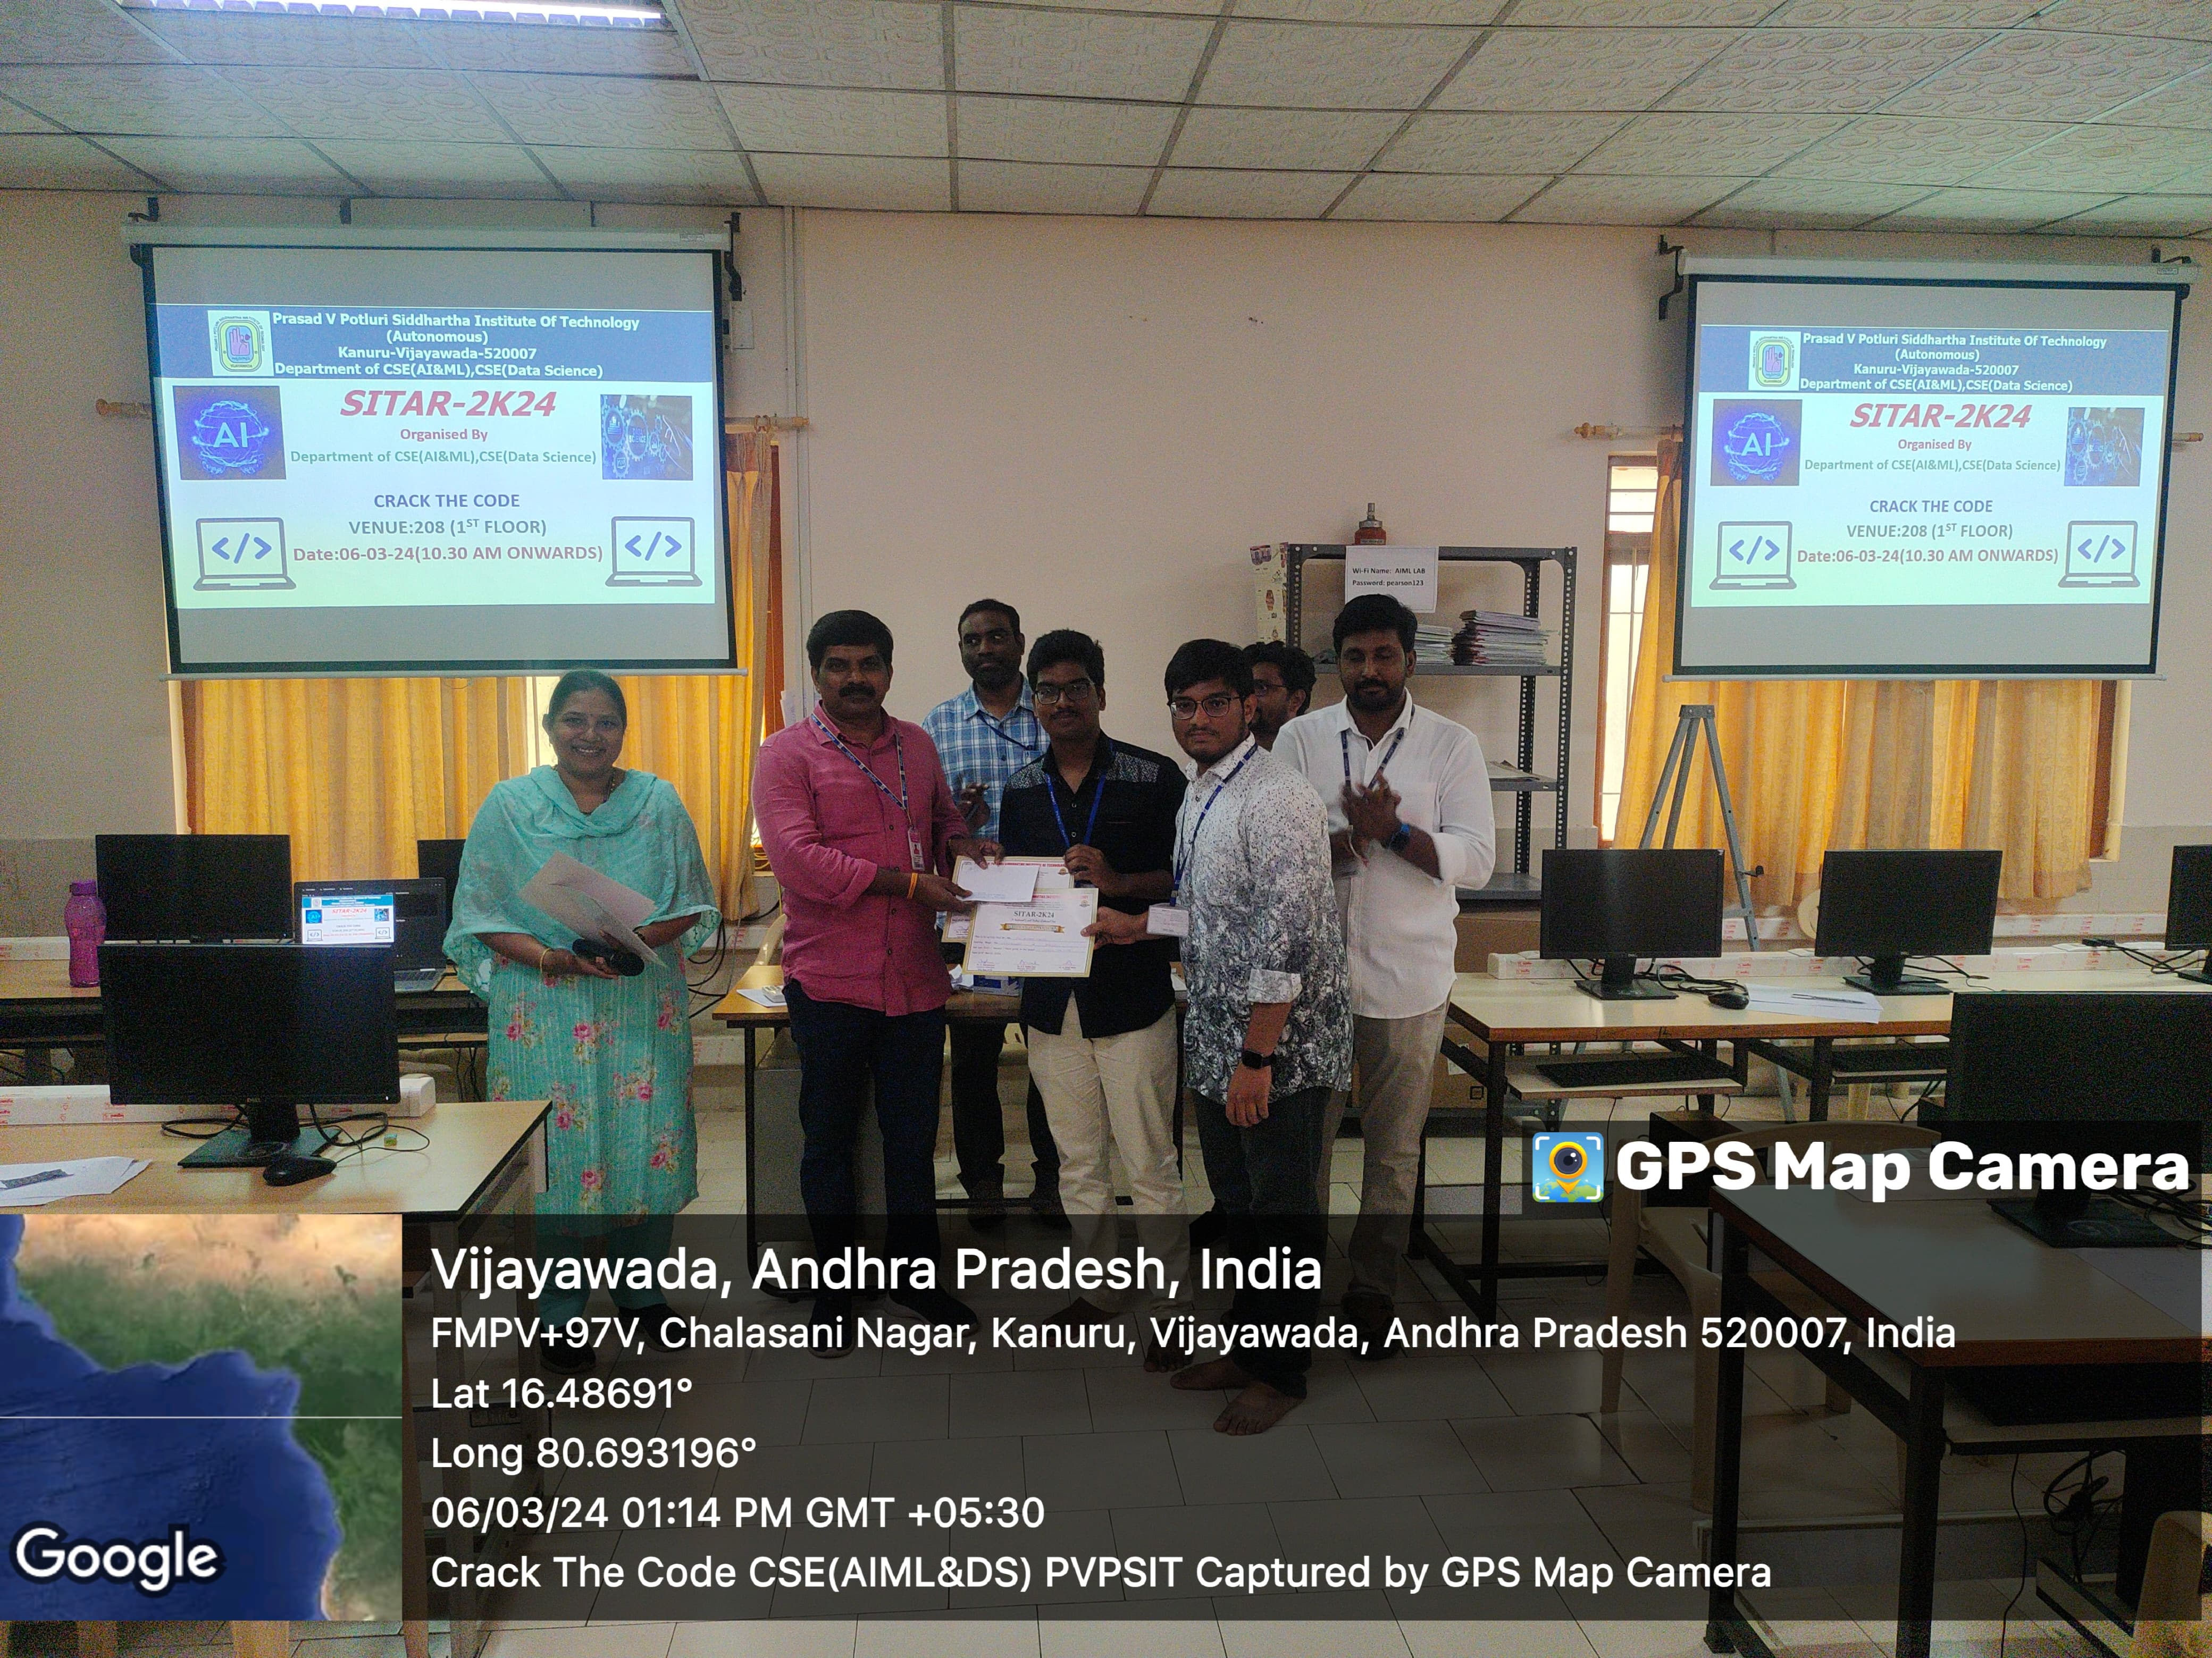 Prasad V Potluri Siddhartha Institute Of Technology
(Autonomous)
Kanuru-Vijayawada-520007
Department of CSE(AI&ML),CSE(Data Science)
AI
SITAR-2K24
Organised By
Department of CSE(AI&ML),CSE(Data Science)
CRACK THE CODE
VENUE:208 (1ST FLOOR)
</>
Date:06-03-24(10.30 AM ONWARDS)
</>
Prasad V Potluri Siddhartha Institute Of Technology
(Autonomous)
Kanuru-Vijayawada-520007
Department of CSE(AI&ML),CSE(Data Science)
AI
SITAR-2K24
Organised By
Department of CSE(AI&ML),CSE(Data Science)
CRACK THE CODE
VENUE:208 (1ST FLOOR)
</>
Date:06-03-24(10.30 AM ONWARDS)
</>
Wi-Fi Name: AIML LAB
Password: pearson123
SITAR-2K24
SITAR-2K24
GPS Map Camera
Vijayawada, Andhra Pradesh, India
FMPV+97V, Chalasani Nagar, Kanuru, Vijayawada, Andhra Pradesh 520007, India
Lat 16.48691°
Long 80.693196°
06/03/24 01:14 PM GMT +05:30
Crack The Code CSE(AIML&DS) PVPSIT Captured by GPS Map Camera
Google